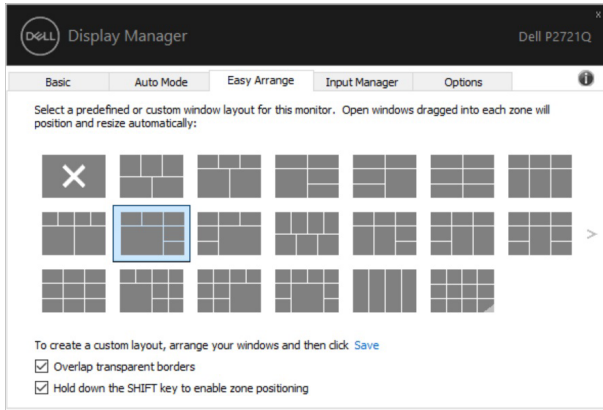 x
DELL Display Manager
Dell P2721Q
Basic Auto Mode Easy Arrange Input Manager Options
Select a predefined or custom window layout for this monitor. Open windows dragged into each zone will
position and resize automatically:
To create a custom layout, arrange your windows and then click Save
Overlap transparent borders
Hold down the SHIFT key to enable zone positioning